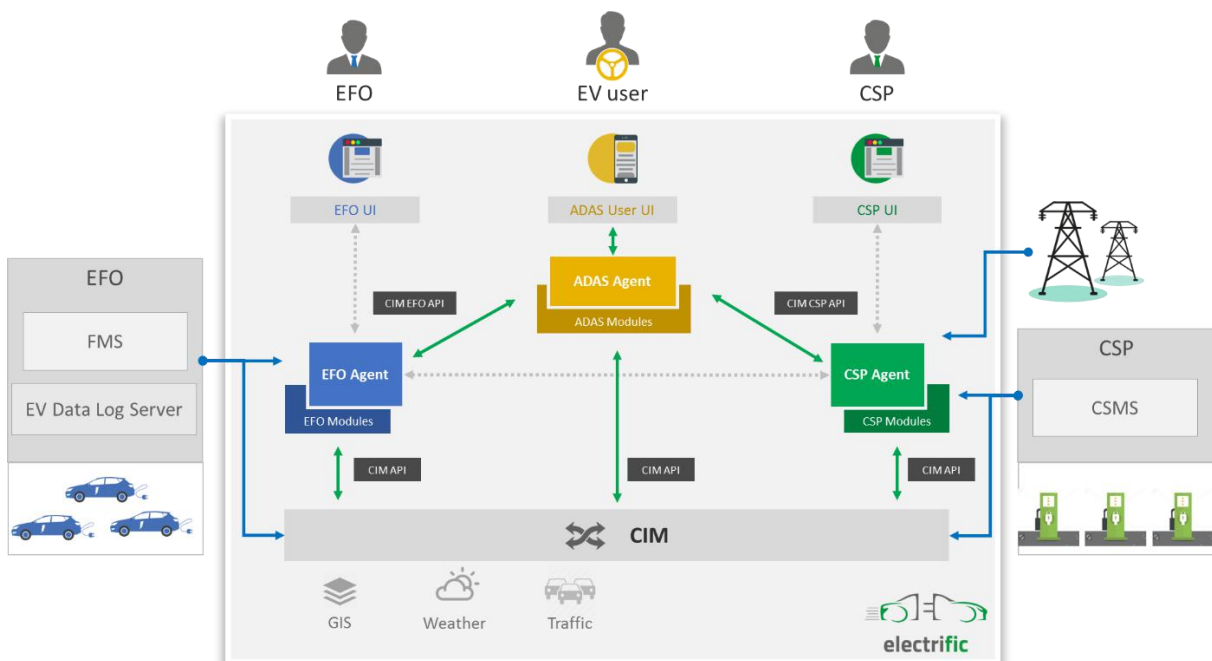 EFO
EV user
CSP
EFO UI
ADAS User UI
CSP UI
EFO
FMS
EV Data Log Server
CIM EFO API
ADAS Agent
ADAS Modules
CIM CSP API
EFO Agent
EFO Modules
CSP Agent
CSP Modules
CSP
CSMS
CIM API
CIM API
CIM API
CIM
GIS
Weather
Traffic
electrific